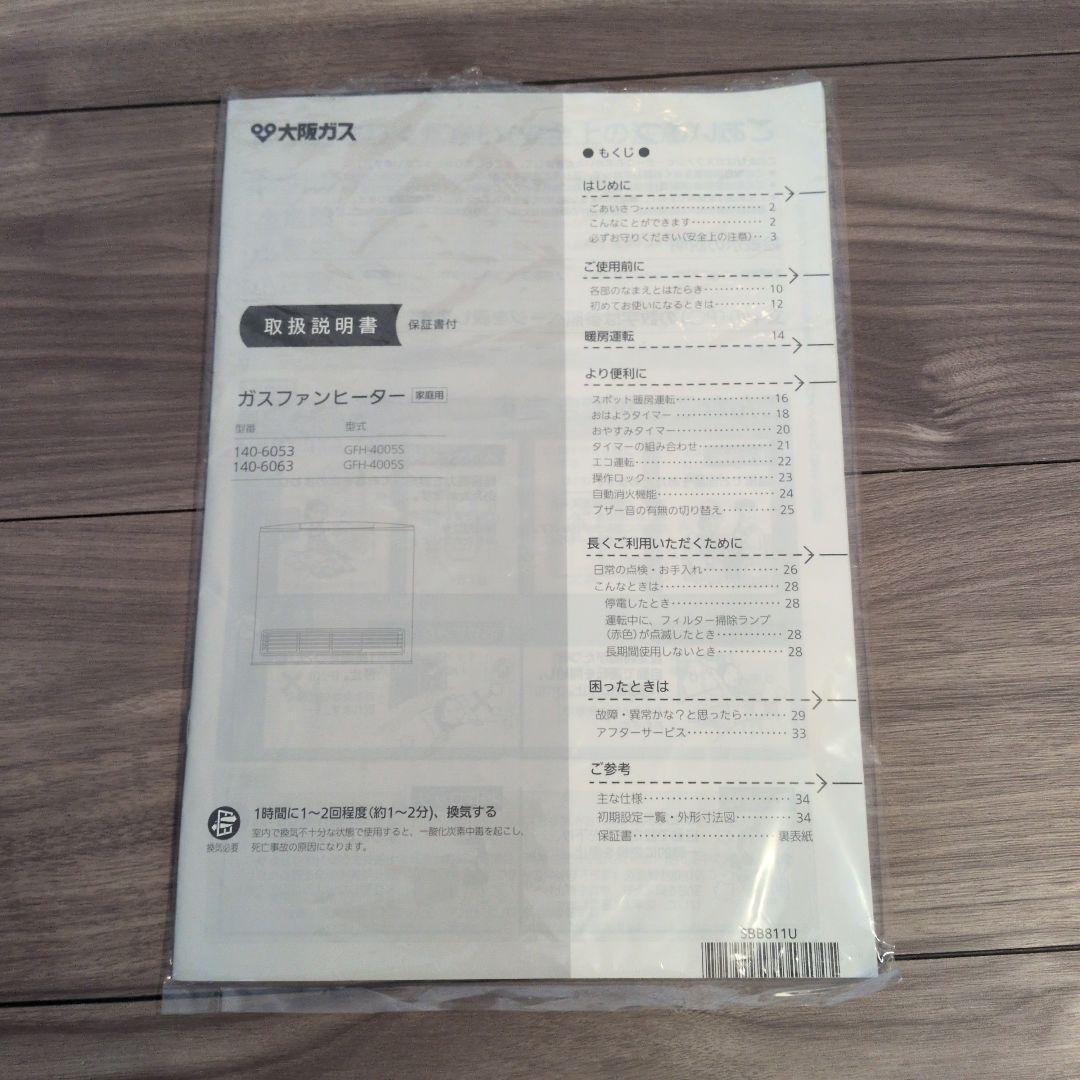 大阪ガス
取扱説明書
保証書付
ガスファンヒーター 家庭用
型番 型式
140-6053 GFH-4005S
140-6063 GFH-4005S
換気必要
1時間に1〜2回程度(約1〜2分)、換気する
室内で換気不十分な状態で使用すると、一酸化炭素中毒を起こし、
死亡事故の原因になります。
● もくじ ●
はじめに
ごあいさつ 2
こんなことができます 2
必ずお守りください(安全上の注意) 3
ご使用前に
各部のなまえとはたらき 10
初めてお使いになるときは 12
暖房運転 14
より便利に
スポット暖房運転 16
おはようタイマー 18
おやすみタイマー 20
タイマーの組み合わせ 21
エコ運転 22
操作ロック 23
自動消火機能 24
ブザー音の有無の切り替え 25
長くご利用いただくために
日常の点検・お手入れ 26
こんなときは 28
停電したとき 28
運転中に、フィルター掃除ランプ
(赤色)が点滅したとき 28
長期間使用しないとき 28
困ったときは
故障・異常かな?と思ったら 29
アフターサービス 33
ご参考
主な仕様 34
初期設定一覧・外形寸法図 34
保証書 裏表紙
SBB811U